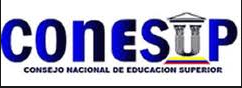 CONESUP
CONSEJO NACIONAL DE EDUCACION SUPERIOR